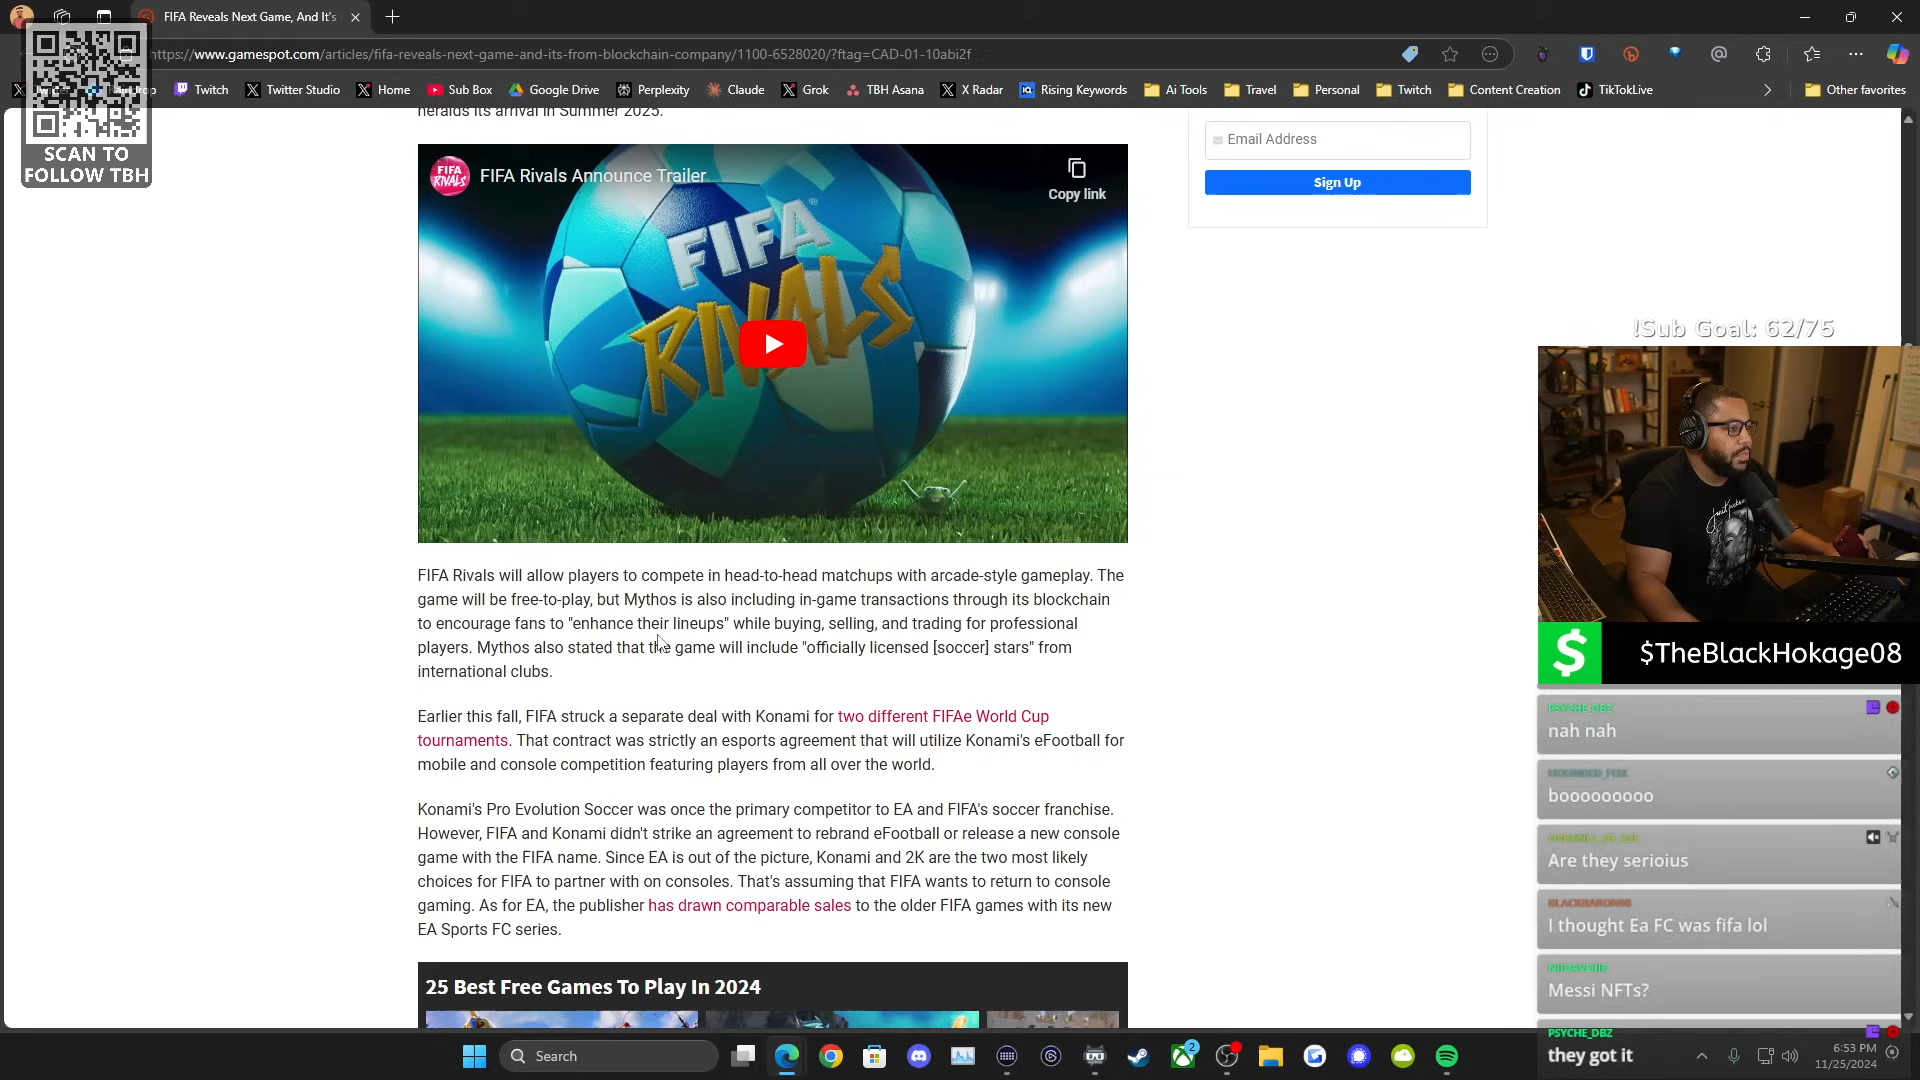 FIFA Reveals Next Game, And It's
https://www.gamespot.com/articles/fifa-reveals-next-game-and-its-from-blockchain-company/1100-6528020/?ftag=CAD-01-10abi2f
Twitch
Twitter Studio
Home
Sub Box
Google Drive
Perplexity
Claude
Grok
TBH Asana
X Radar
Rising Keywords
Ai Tools
Travel
Personal
Twitch
Content Creation
TikTokLive
Other favorites
SCAN TO
FOLLOW TBH
heralds its arrival in Summer 2025.
FIFA RIVALS
FIFA Rivals Announce Trailer
Copy link
FIFA
RIVALS
Email Address
Sign Up
FIFA Rivals will allow players to compete in head-to-head matchups with arcade-style gameplay. The
game will be free-to-play, but Mythos is also including in-game transactions through its blockchain
to encourage fans to "enhance their lineups" while buying, selling, and trading for professional
players. Mythos also stated that the game will include "officially licensed [soccer] stars" from
international clubs.
Earlier this fall, FIFA struck a separate deal with Konami for two different FIFAe World Cup
tournaments. That contract was strictly an esports agreement that will utilize Konami's eFootball for
mobile and console competition featuring players from all over the world.
Konami's Pro Evolution Soccer was once the primary competitor to EA and FIFA's soccer franchise.
However, FIFA and Konami didn't strike an agreement to rebrand eFootball or release a new console
game with the FIFA name. Since EA is out of the picture, Konami and 2K are the two most likely
choices for FIFA to partner with on consoles. That's assuming that FIFA wants to return to console
gaming. As for EA, the publisher has drawn comparable sales to the older FIFA games with its new
EA Sports FC series.
25 Best Free Games To Play In 2024
!Sub Goal: 62/75
$TheBlackHokage08
PSYCHE_DBZ
nah nah
HOUNDED_FOX
booooooooo
Are they serioius
BLACKBARON98
I thought Ea FC was fifa lol
NIIDAVEIIR
Messi NFTs?
PSYCHE_DBZ
they got it
Search
2
6:53 PM
11/25/2024